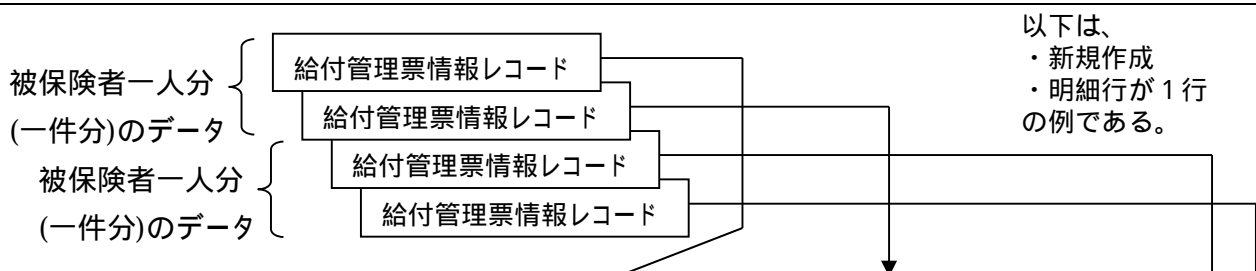 以下は、
・新規作成
・明細行が1行
の例である。
被保険者一人分
(一件分)のデータ
給付管理票情報レコード
給付管理票情報レコード
被保険者一人分
(一件分)のデータ
給付管理票情報レコード
給付管理票情報レコード